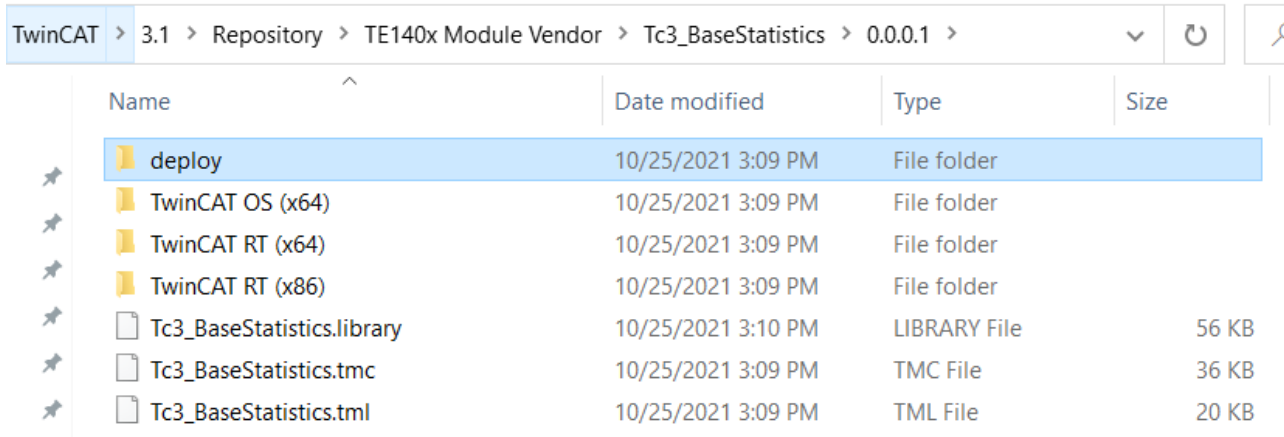 TwinCAT > 3.1 > Repository > TE140x Module Vendor > Tc3_BaseStatistics > 0.0.0.1 >
Name Date modified Type Size
deploy 10/25/2021 3:09 PM File folder
TwinCAT OS (x64) 10/25/2021 3:09 PM File folder
TwinCAT RT (x64) 10/25/2021 3:09 PM File folder
TwinCAT RT (x86) 10/25/2021 3:09 PM File folder
Tc3_BaseStatistics.library 10/25/2021 3:10 PM LIBRARY File 56 KB
Tc3_BaseStatistics.tmc 10/25/2021 3:09 PM TMC File 36 KB
Tc3_BaseStatistics.tml 10/25/2021 3:09 PM TML File 20 KB